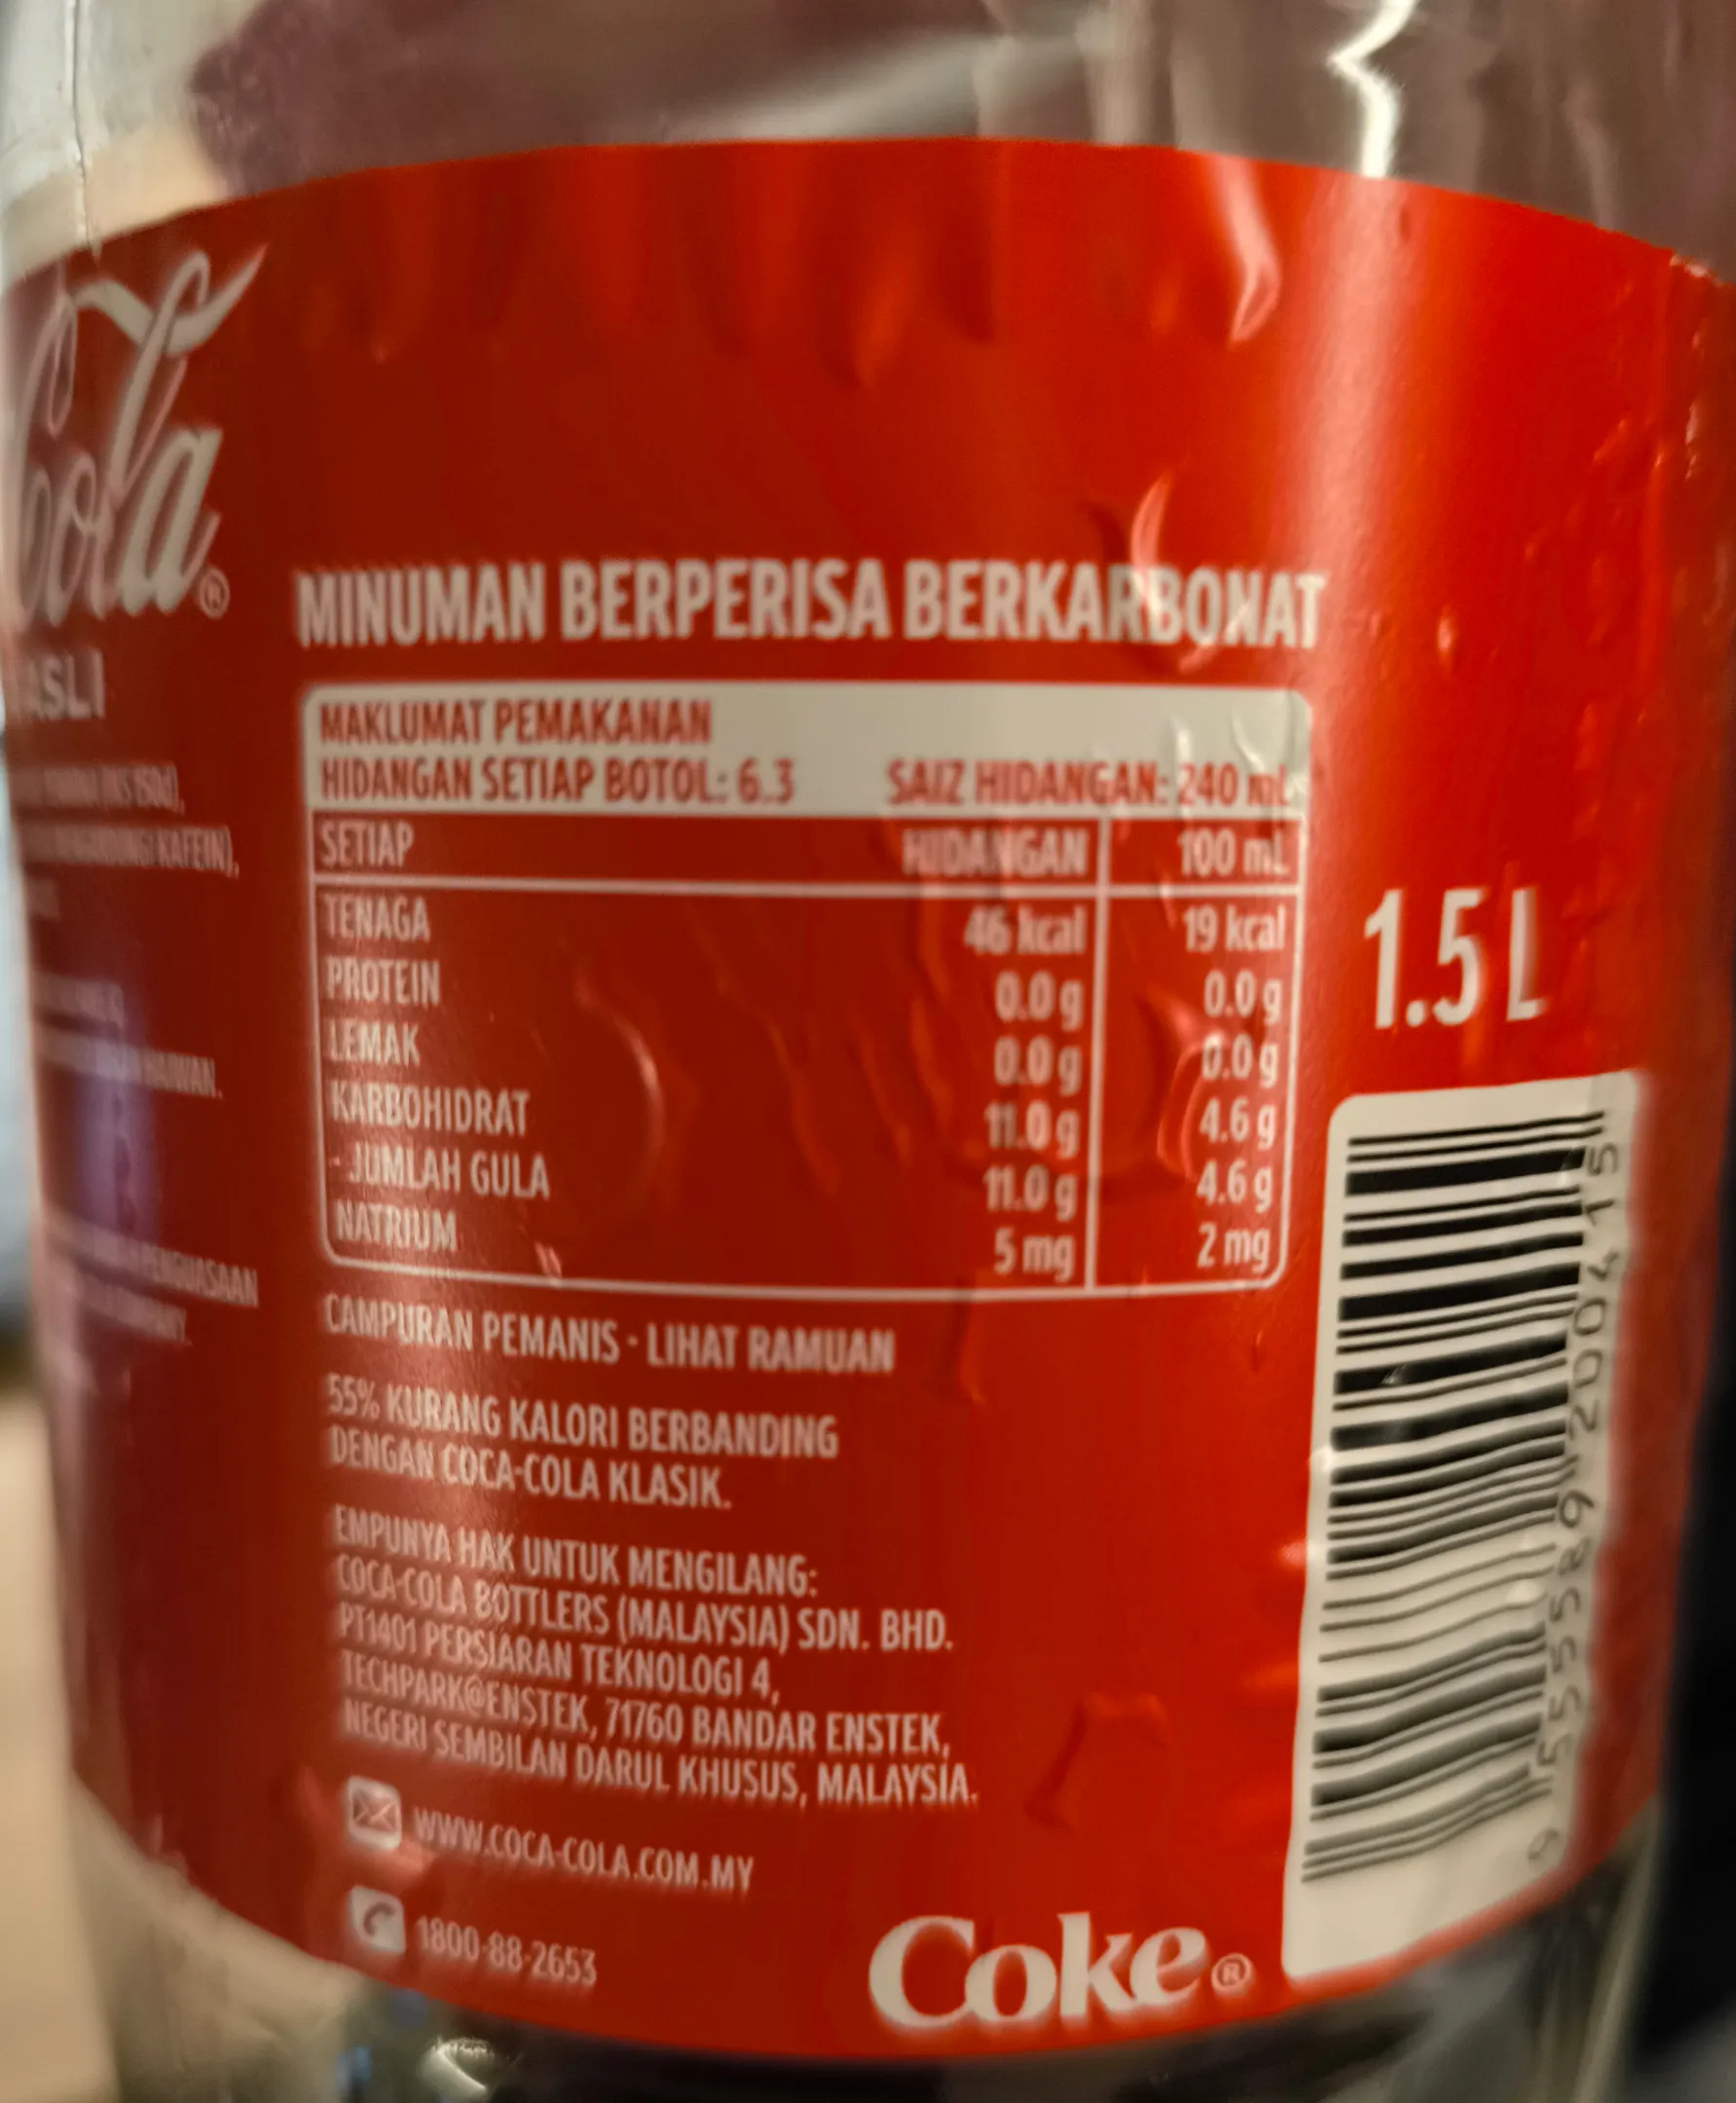 Cola®
ASLI
KAFEIN),
MINUMAN BERPERISA BERKARBONAT
MAKLUMAT PEMAKANAN
HIDANGAN SETIAP BOTOL: 6.3 SAIZ HIDANGAN: 240 mL
SETIAP HIDANGAN 100 mL
TENAGA 46 kcal 19 kcal
PROTEIN 0.0 g 0.0 g
LEMAK 0.0 g 0.0 g
KARBOHIDRAT 11.0 g 4.6 g
- JUMLAH GULA 11.0 g 4.6 g
NATRIUM 5 mg 2 mg
CAMPURAN PEMANIS - LIHAT RAMUAN
55% KURANG KALORI BERBANDING
DENGAN COCA-COLA KLASIK.
EMPUNYA HAK UNTUK MENGILANG:
COCA-COLA BOTTLERS (MALAYSIA) SDN. BHD.
PT1401 PERSIARAN TEKNOLOGI 4,
TECHPARK@ENSTEK, 71760 BANDAR ENSTEK,
NEGERI SEMBILAN DARUL KHUSUS, MALAYSIA.
WWW.COCA-COLA.COM.MY
1800-88-2653
Coke®
1.5 L
9 555589 200415